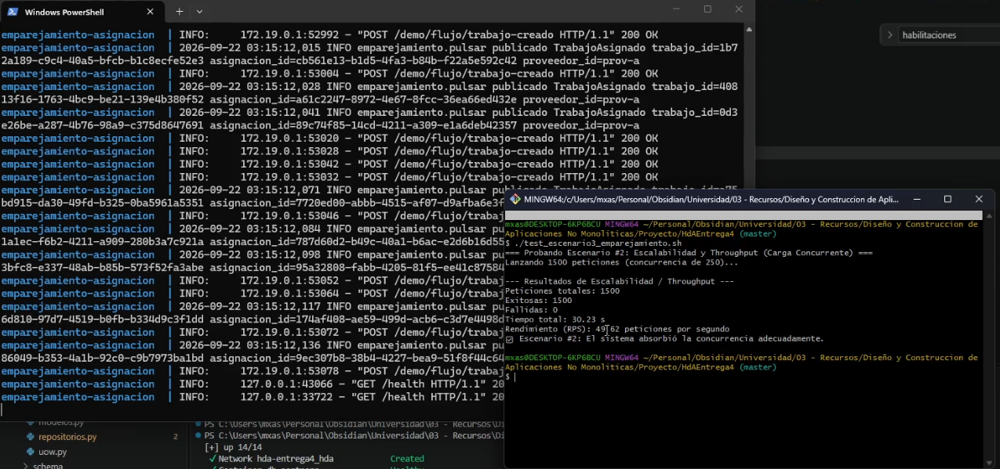 Windows PowerShell
habilitaciones
emparejamiento-asignacion | INFO: 172.19.0.1:52992 - "POST /demo/flujo/trabajo-creado HTTP/1.1" 200 OK
emparejamiento-asignacion | 2026-09-22 03:15:12,015 INFO emparejamiento.pulsar publicado TrabajoAsignado trabajo_id=1b7
2a189-c9c4-40a5-bfcb-b1c8ecfe52e3 asignacion_id=cb561e13-b1d5-4fa3-b84b-f22a5e592c42 proveedor_id=prov-a
emparejamiento-asignacion | INFO: 172.19.0.1:53004 - "POST /demo/flujo/trabajo-creado HTTP/1.1" 200 OK
emparejamiento-asignacion | 2026-09-22 03:15:12,028 INFO emparejamiento.pulsar publicado TrabajoAsignado trabajo_id=408
13f16-1763-4bc9-be21-139e4b380f52 asignacion_id=a61c2247-8972-4e67-8fcc-36ea66ed432e proveedor_id=prov-a
emparejamiento-asignacion | 2026-09-22 03:15:12,041 INFO emparejamiento.pulsar publicado TrabajoAsignado trabajo_id=0d3
e26be-a287-4b76-98a9-c375d8647691 asignacion_id=89c74f85-14cd-4211-a309-e1a6deb42357 proveedor_id=prov-a
emparejamiento-asignacion | INFO: 172.19.0.1:53020 - "POST /demo/flujo/trabajo-creado HTTP/1.1" 200 OK
emparejamiento-asignacion | INFO: 172.19.0.1:53028 - "POST /demo/flujo/trabajo-creado HTTP/1.1" 200 OK
emparejamiento-asignacion | INFO: 172.19.0.1:53042 - "POST /demo/flujo/trabajo-creado HTTP/1.1" 200 OK
emparejamiento-asignacion | INFO: 172.19.0.1:53032 - "POST /demo/flujo/trabajo-creado HTTP/1.1" 200 OK
emparejamiento-asignacion | 2026-09-22 03:15:12,071 INFO emparejamiento.pulsar pu
bd915-da30-49fd-b325-0ba5961a5351 asignacion_id=7720ed00-abbb-4515-af07-d9afba6e3f
emparejamiento-asignacion | INFO: 172.19.0.1:53046 - "POST /demo/flujo/trabaj
emparejamiento-asignacion | 2026-09-22 03:15:12,084 INFO emparejamiento.pulsar pu
1a1ec-f6b2-4211-a909-280b3a7c921a asignacion_id=787d60d2-b49c-40a1-b6ac-e2d6b16d55
emparejamiento-asignacion | 2026-09-22 03:15:12,098 INFO emparejamiento.pulsar pu
3bfc8-e337-48ab-b85b-573f52fa3abe asignacion_id=95a32808-fabb-4205-81f5-ee41c87584
emparejamiento-asignacion | INFO: 172.19.0.1:53052 - "POST /demo/flujo/trabaj
emparejamiento-asignacion | INFO: 172.19.0.1:53064 - "POST /demo/flujo/trabaj
emparejamiento-asignacion | 2026-09-22 03:15:12,117 INFO emparejamiento.pulsar pu
6d810-97d7-4519-b0fb-b334d9c3f1dd asignacion_id=174af408-ae59-499d-acb6-c3d7e4498d
emparejamiento-asignacion | INFO: 172.19.0.1:53072 - "POST /demo/flujo/trabaj
emparejamiento-asignacion | 2026-09-22 03:15:12,136 INFO emparejamiento.pulsar pu
86049-b353-4a1b-92c0-c9b7973ba1bd asignacion_id=9ec307b8-38b4-4227-bea9-51f8f44c64
emparejamiento-asignacion | INFO: 172.19.0.1:53078 - "POST /demo/flujo/trabaj
emparejamiento-asignacion | INFO: 127.0.0.1:43066 - "GET /health HTTP/1.1" 20
emparejamiento-asignacion | INFO: 127.0.0.1:33722 - "GET /health HTTP/1.1" 20
MINGW64:/c/Users/mxas/Personal/Obsidian/Universidad/03 - Recursos/Diseño y Construccion de Apli...
mxas@DESKTOP-6KP6BCU MINGW64 ~/Personal/Obsidian/Universidad/03 - Recursos/Diseño y Construccion de
Aplicaciones No Monoliticas/Proyecto/HdAEntrega4 (master)
$ ./test_escenario3_emparejamiento.sh
=== Probando Escenario #2: Escalabilidad y Throughput (Carga Concurrente) ===
Lanzando 1500 peticiones (concurrencia de 250)...
--- Resultados de Escalabilidad / Throughput ---
Peticiones totales: 1500
Exitosas: 1500
Fallidas: 0
Tiempo total: 30.23 s
Rendimiento (RPS): 49.62 peticiones por segundo
Escenario #2: El sistema absorbió la concurrencia adecuadamente.
mxas@DESKTOP-6KP6BCU MINGW64 ~/Personal/Obsidian/Universidad/03 - Recursos/Diseño y Construccion de
Aplicaciones No Monoliticas/Proyecto/HdAEntrega4 (master)
$
modelos.py
repositorios.py 2
uow.py
schema
PS C:\Users\mxas\Personal\Obsidian\Universidad\03 - Recursos\Di
PS C:\Users\mxas\Personal\Obsidian\Universidad\03 - Recursos\Di
[+] up 14/14
✓ Network hda-entrega4_hda Created